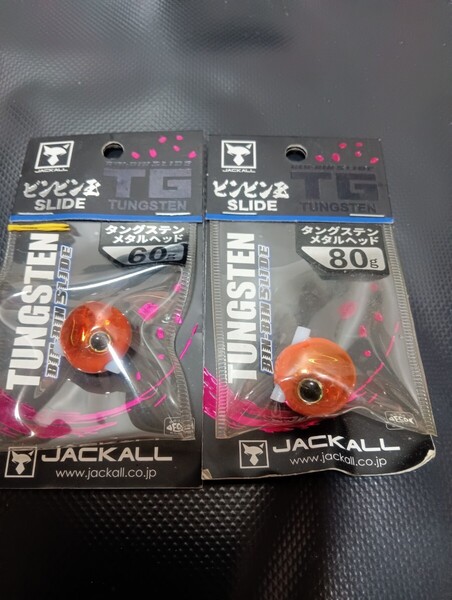 JACKALL
ビンビン玉
SLIDE
TG
TUNGSTEN
タングステン
メタルヘッド
60g
TUNGSTEN
BIN-BIN SLIDE
JACKALL
www.jackall.co.jp
JACKALL
ビンビン玉
SLIDE
BIN-BIN SLIDE
TG
TUNGSTEN
タングステン
メタルヘッド
80g
TUNGSTEN
BIN-BIN SLIDE
JACKALL
www.jackall.co.jp